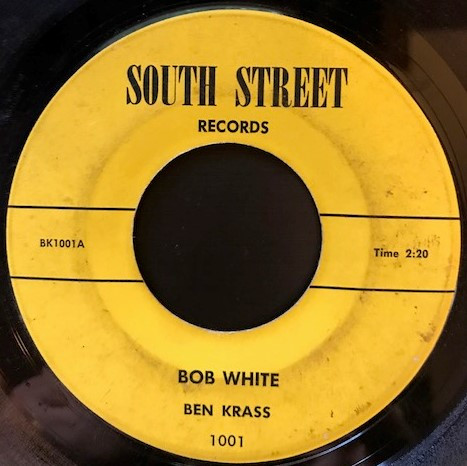 SOUTH STREET
RECORDS
BK1001A
Time 2:20
BOB WHITE
BEN KRASS
1001